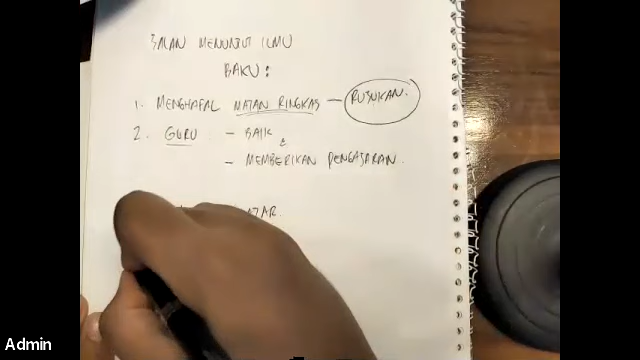 JALAN MENUNTUT ILMU
BAKU:
1. MENGHAFAL MATAN RINGKAS — RUJUKAN.
2. GURU - BAIK
&
- MEMBERIKAN PENGAJARAN.
Admin